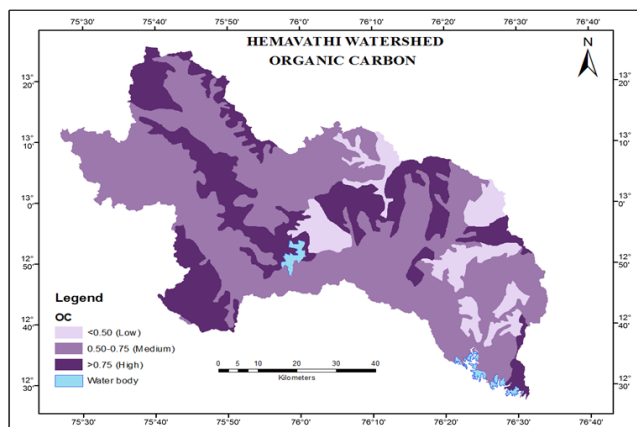 75°30' 75°40' 75°50' 76°0' 76°10' 76°20' 76°30' 76°40'
HEMAVATHI WATERSHED
ORGANIC CARBON
N
13°
20'
13°
20'
13°
10'
13°
10'
13°
0'
13°
0'
12°
50'
12°
50'
12°
40'
12°
40'
12°
30'
12°
30'
Legend
OC
<0.50 (Low)
0.50-0.75 (Medium)
>0.75 (High)
Water body
0 5 10 20 30 40
Kilometers
75°30' 75°40' 75°50' 76°0' 76°10' 76°20' 76°30' 76°40'